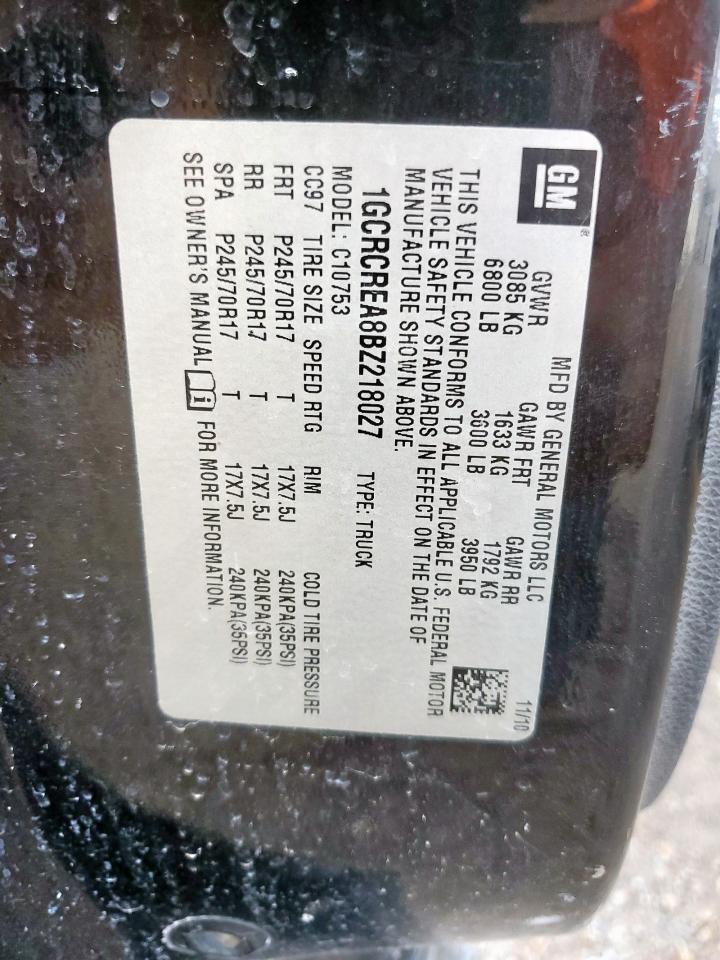 GM®
MFD BY GENERAL MOTORS LLC 11/10
GVWR GAWR FRT GAWR RR
3085 KG 1633 KG 1792 KG
6800 LB 3600 LB 3950 LB
THIS VEHICLE CONFORMS TO ALL APPLICABLE U.S. FEDERAL MOTOR
VEHICLE SAFETY STANDARDS IN EFFECT ON THE DATE OF
MANUFACTURE SHOWN ABOVE.
1GCRCREA8BZ218027 TYPE: TRUCK
MODEL: C10753
CC97 TIRE SIZE SPEED RTG RIM COLD TIRE PRESSURE
FRT P245/70R17 T 17X7.5J 240KPA(35PSI)
RR P245/70R17 T 17X7.5J 240KPA(35PSI)
SPA P245/70R17 T 17X7.5J 240KPA(35PSI)
SEE OWNER'S MANUAL FOR MORE INFORMATION.